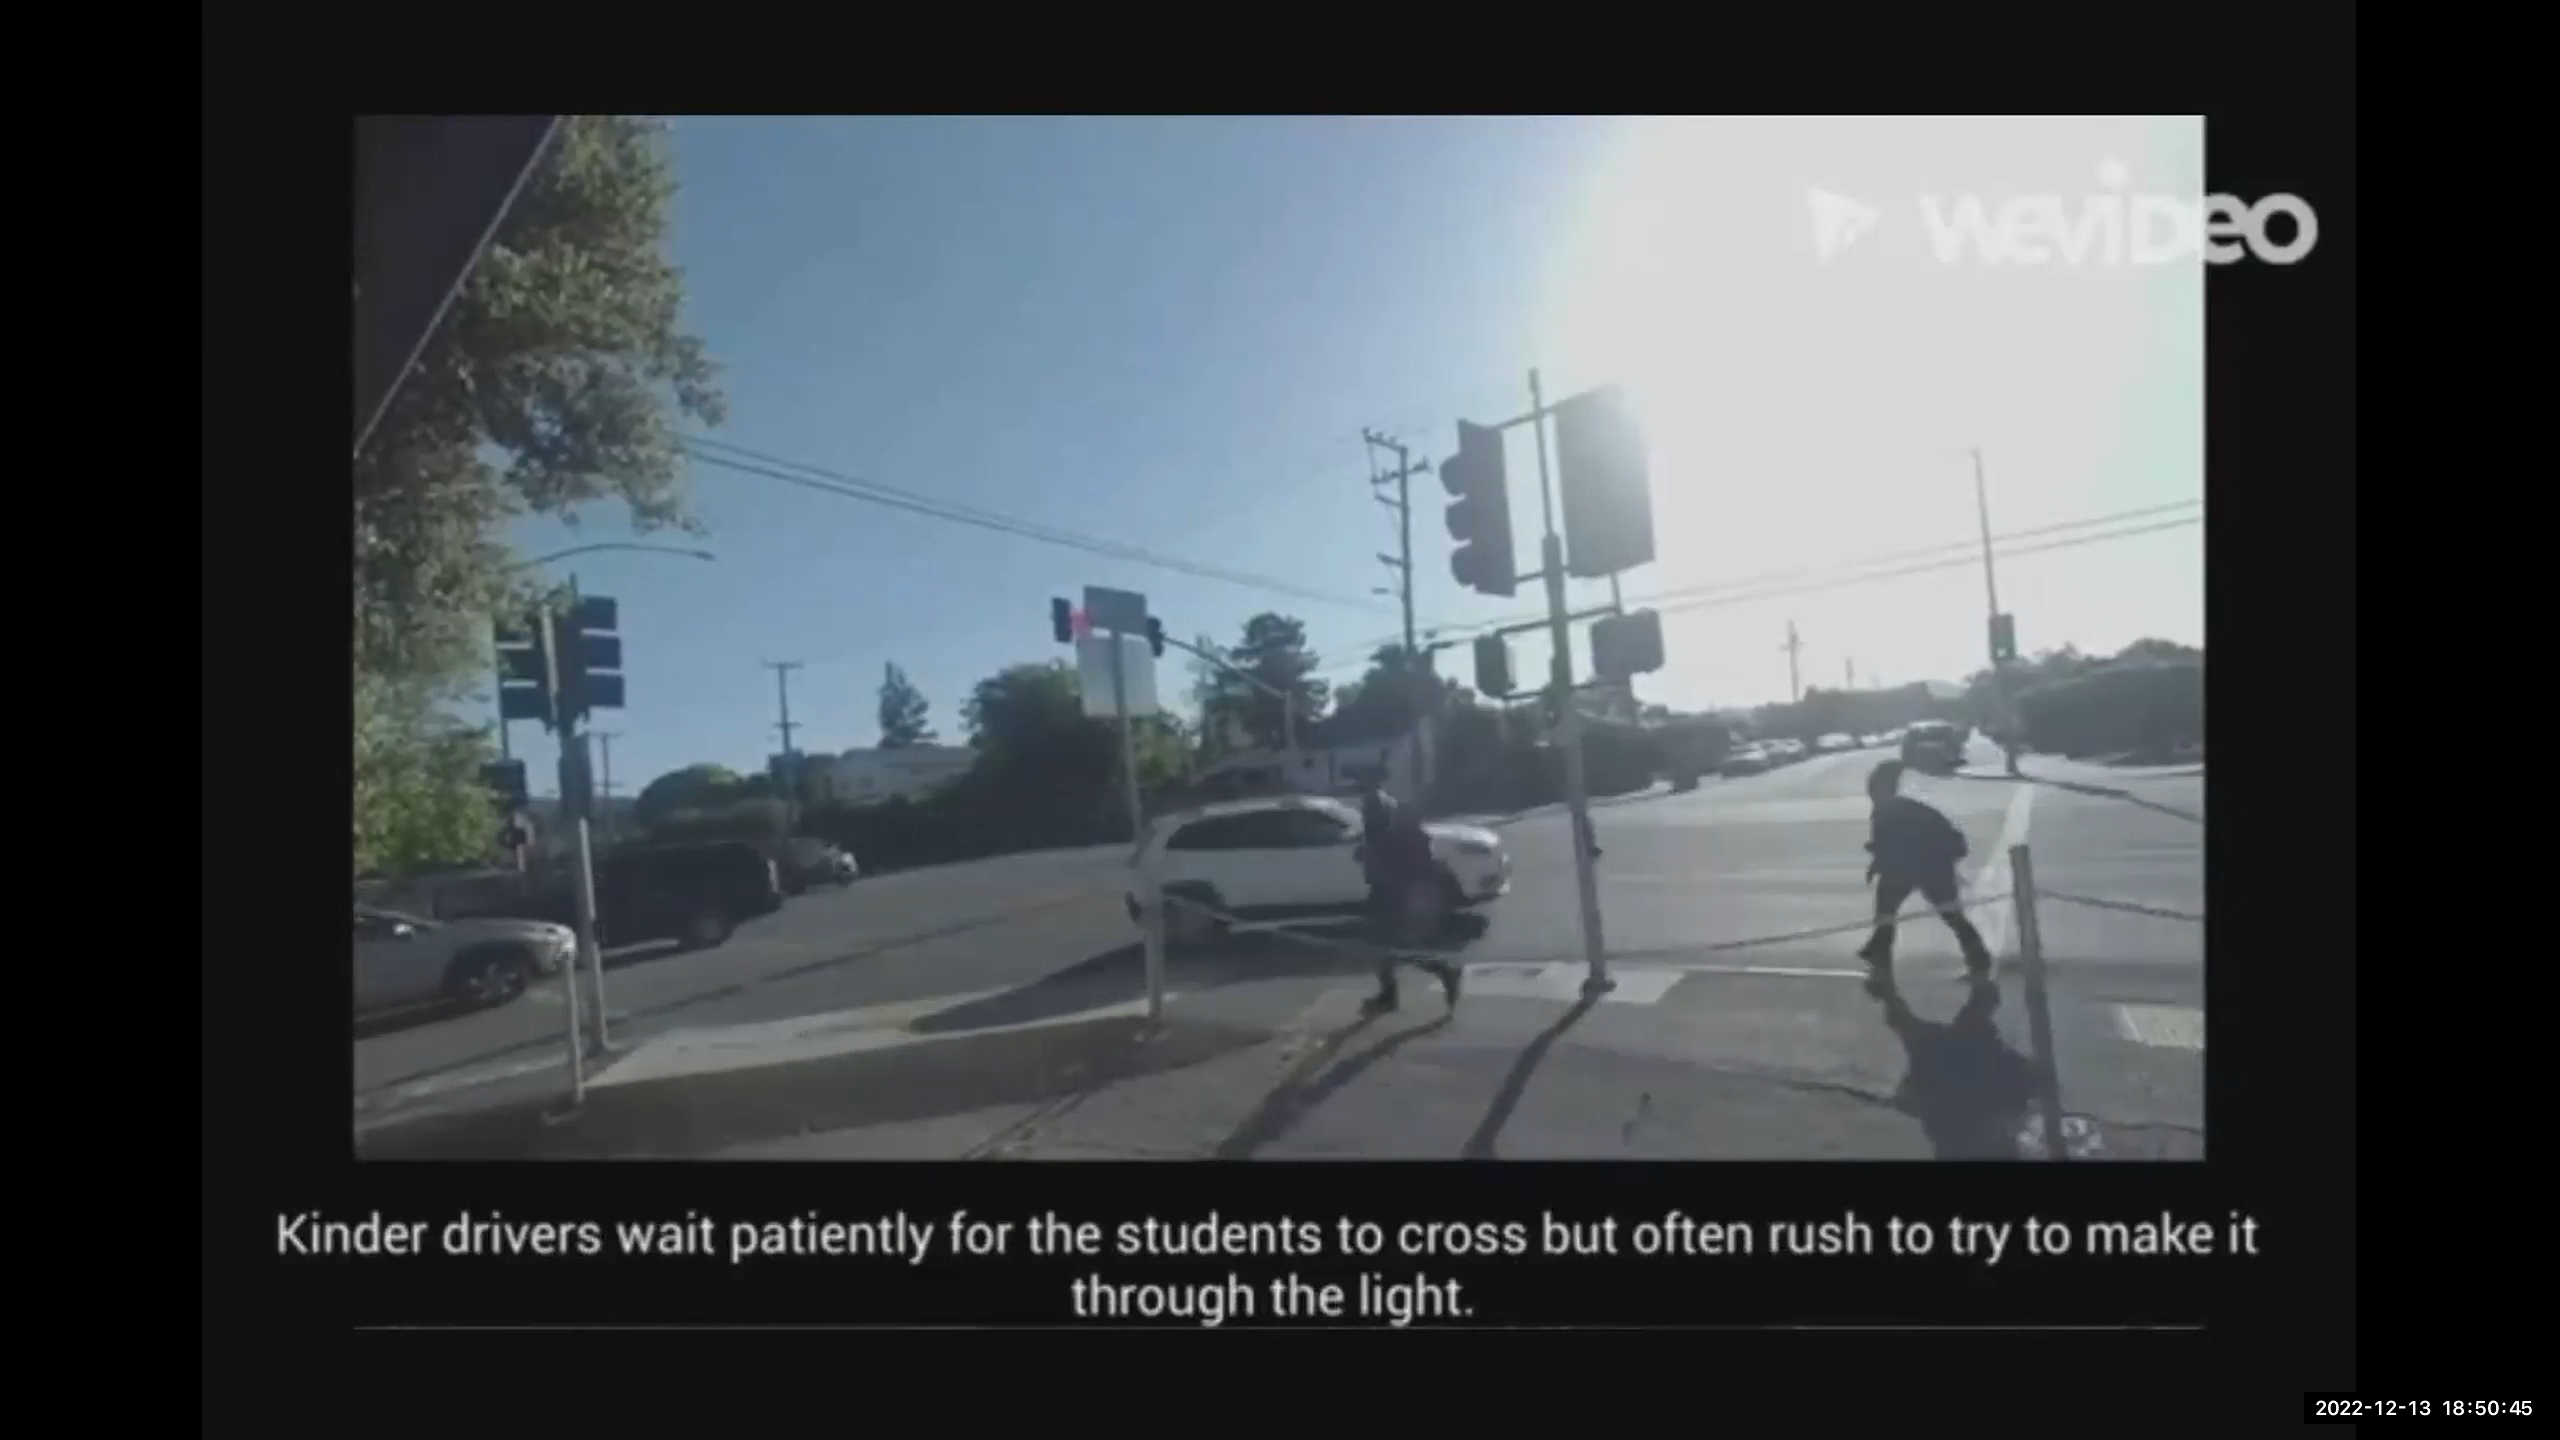 WeVideo
Kinder drivers wait patiently for the students to cross but often rush to try to make it
through the light.
2022-12-13 18:50:45